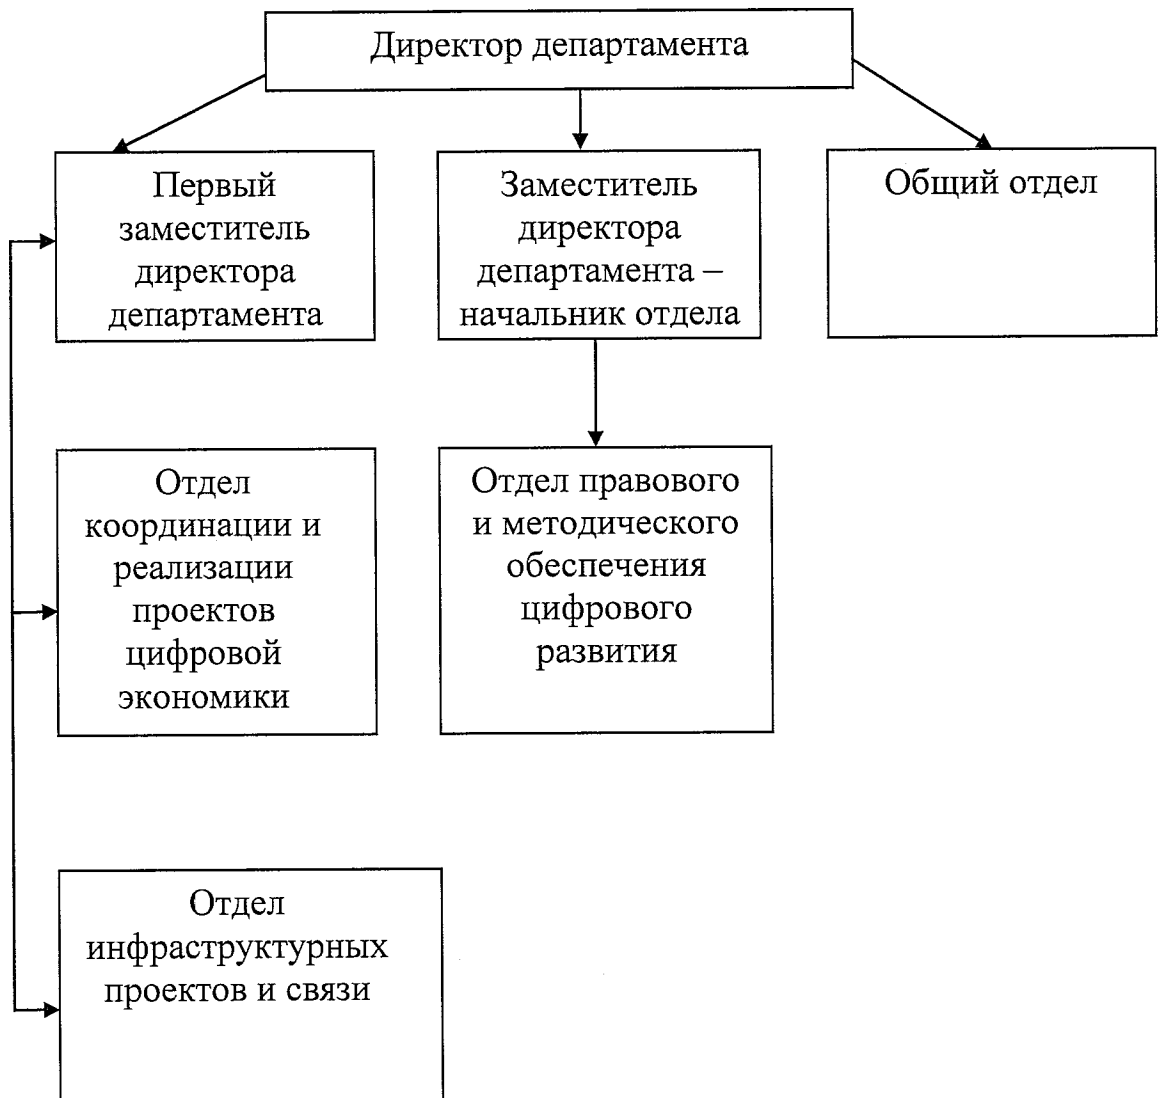 Директор департамента
Первый
заместитель
директора
департамента
Заместитель
директора
департамента –
начальник отдела
Общий отдел
Отдел
координации и
реализации
проектов
цифровой
экономики
Отдел правового
и методического
обеспечения
цифрового
развития
Отдел
инфраструктурных
проектов и связи